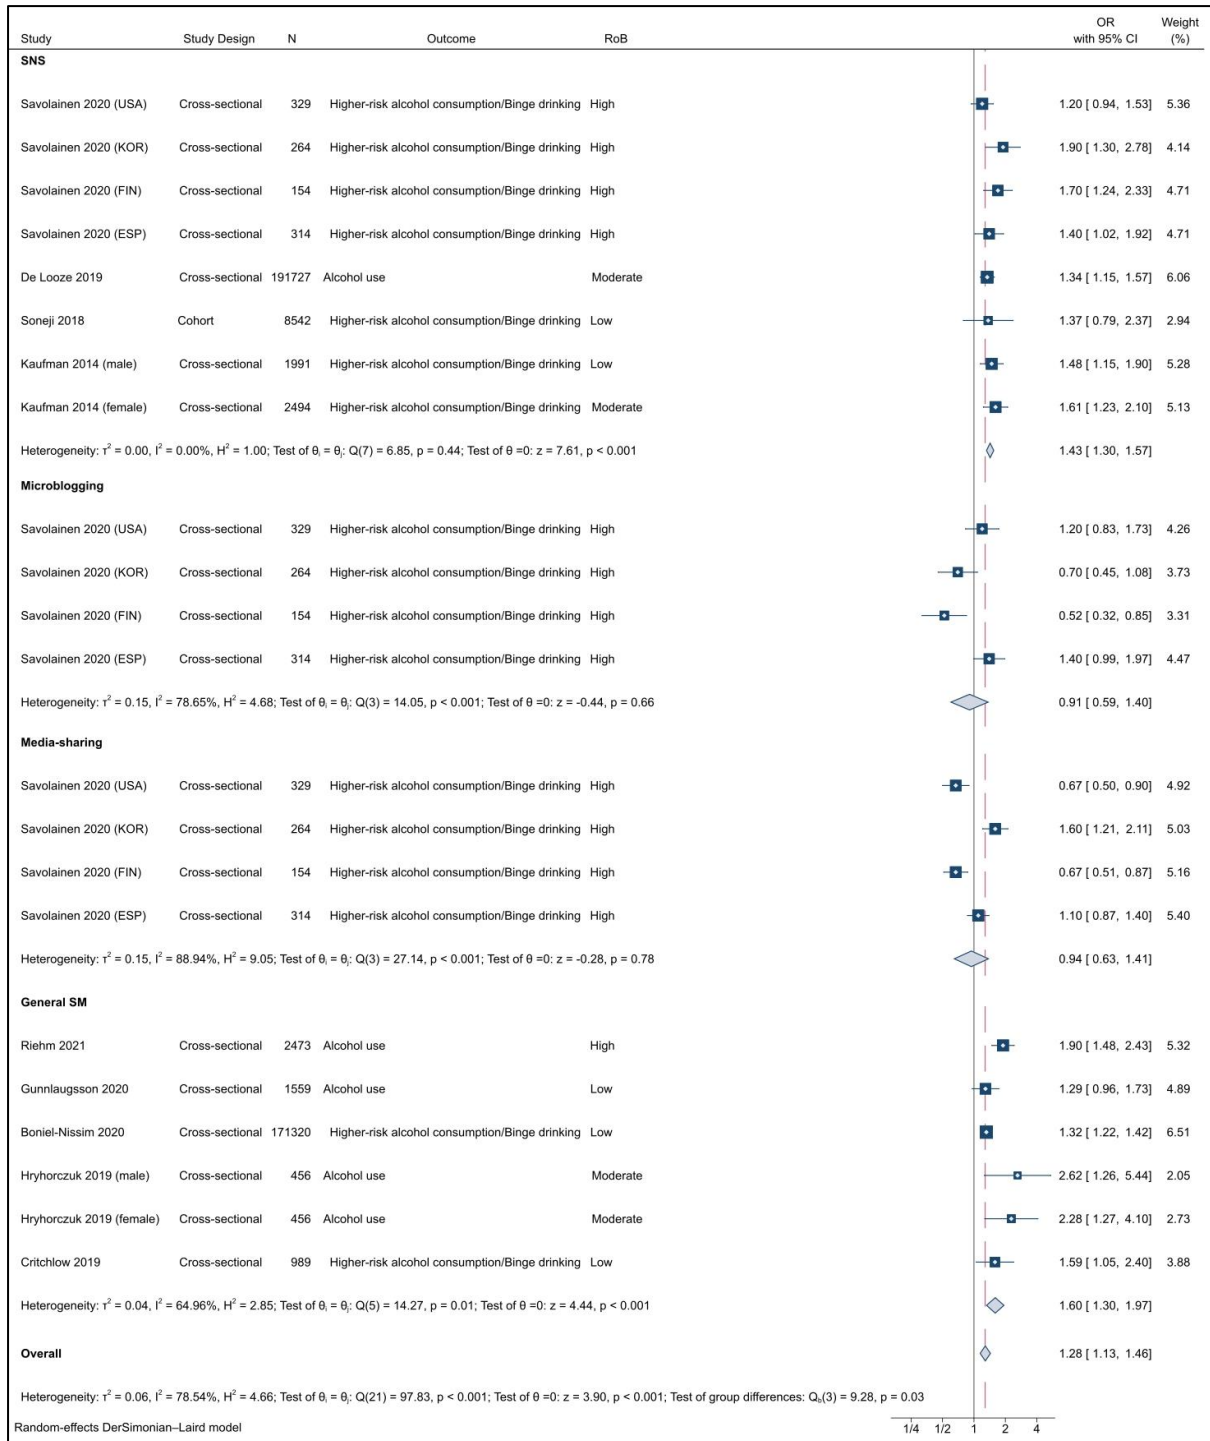 Study Study Design N Outcome RoB OR with 95% CI Weight (%)
SNS
Savolainen 2020 (USA) Cross-sectional 329 Higher-risk alcohol consumption/Binge drinking High 1.20 [ 0.94, 1.53] 5.36
Savolainen 2020 (KOR) Cross-sectional 264 Higher-risk alcohol consumption/Binge drinking High 1.90 [ 1.30, 2.78] 4.14
Savolainen 2020 (FIN) Cross-sectional 154 Higher-risk alcohol consumption/Binge drinking High 1.70 [ 1.24, 2.33] 4.71
Savolainen 2020 (ESP) Cross-sectional 314 Higher-risk alcohol consumption/Binge drinking High 1.40 [ 1.02, 1.92] 4.71
De Looze 2019 Cross-sectional 191727 Alcohol use Moderate 1.34 [ 1.15, 1.57] 6.06
Soneji 2018 Cohort 8542 Higher-risk alcohol consumption/Binge drinking Low 1.37 [ 0.79, 2.37] 2.94
Kaufman 2014 (male) Cross-sectional 1991 Higher-risk alcohol consumption/Binge drinking Low 1.48 [ 1.15, 1.90] 5.28
Kaufman 2014 (female) Cross-sectional 2494 Higher-risk alcohol consumption/Binge drinking Moderate 1.61 [ 1.23, 2.10] 5.13
Heterogeneity: τ² = 0.00, I² = 0.00%, H² = 1.00; Test of θᵢ = θⱼ: Q(7) = 6.85, p = 0.44; Test of θ =0: z = 7.61, p < 0.001 1.43 [ 1.30, 1.57]
Microblogging
Savolainen 2020 (USA) Cross-sectional 329 Higher-risk alcohol consumption/Binge drinking High 1.20 [ 0.83, 1.73] 4.26
Savolainen 2020 (KOR) Cross-sectional 264 Higher-risk alcohol consumption/Binge drinking High 0.70 [ 0.45, 1.08] 3.73
Savolainen 2020 (FIN) Cross-sectional 154 Higher-risk alcohol consumption/Binge drinking High 0.52 [ 0.32, 0.85] 3.31
Savolainen 2020 (ESP) Cross-sectional 314 Higher-risk alcohol consumption/Binge drinking High 1.40 [ 0.99, 1.97] 4.47
Heterogeneity: τ² = 0.15, I² = 78.65%, H² = 4.68; Test of θᵢ = θⱼ: Q(3) = 14.05, p < 0.001; Test of θ =0: z = -0.44, p = 0.66 0.91 [ 0.59, 1.40]
Media-sharing
Savolainen 2020 (USA) Cross-sectional 329 Higher-risk alcohol consumption/Binge drinking High 0.67 [ 0.50, 0.90] 4.92
Savolainen 2020 (KOR) Cross-sectional 264 Higher-risk alcohol consumption/Binge drinking High 1.60 [ 1.21, 2.11] 5.03
Savolainen 2020 (FIN) Cross-sectional 154 Higher-risk alcohol consumption/Binge drinking High 0.67 [ 0.51, 0.87] 5.16
Savolainen 2020 (ESP) Cross-sectional 314 Higher-risk alcohol consumption/Binge drinking High 1.10 [ 0.87, 1.40] 5.40
Heterogeneity: τ² = 0.15, I² = 88.94%, H² = 9.05; Test of θᵢ = θⱼ: Q(3) = 27.14, p < 0.001; Test of θ =0: z = -0.28, p = 0.78 0.94 [ 0.63, 1.41]
General SM
Riehm 2021 Cross-sectional 2473 Alcohol use High 1.90 [ 1.48, 2.43] 5.32
Gunnlaugsson 2020 Cross-sectional 1559 Alcohol use Low 1.29 [ 0.96, 1.73] 4.89
Boniel-Nissim 2020 Cross-sectional 171320 Higher-risk alcohol consumption/Binge drinking Low 1.32 [ 1.22, 1.42] 6.51
Hryhorczuk 2019 (male) Cross-sectional 456 Alcohol use Moderate 2.62 [ 1.26, 5.44] 2.05
Hryhorczuk 2019 (female) Cross-sectional 456 Alcohol use Moderate 2.28 [ 1.27, 4.10] 2.73
Critchlow 2019 Cross-sectional 989 Higher-risk alcohol consumption/Binge drinking Low 1.59 [ 1.05, 2.40] 3.88
Heterogeneity: τ² = 0.04, I² = 64.96%, H² = 2.85; Test of θᵢ = θⱼ: Q(5) = 14.27, p = 0.01; Test of θ =0: z = 4.44, p < 0.001 1.60 [ 1.30, 1.97]
Overall 1.28 [ 1.13, 1.46]
Heterogeneity: τ² = 0.06, I² = 78.54%, H² = 4.66; Test of θᵢ = θⱼ: Q(21) = 97.83, p < 0.001; Test of θ =0: z = 3.90, p < 0.001; Test of group differences: Q_b(3) = 9.28, p = 0.03
1/4 1/2 1 2 4
Random-effects DerSimonian–Laird model